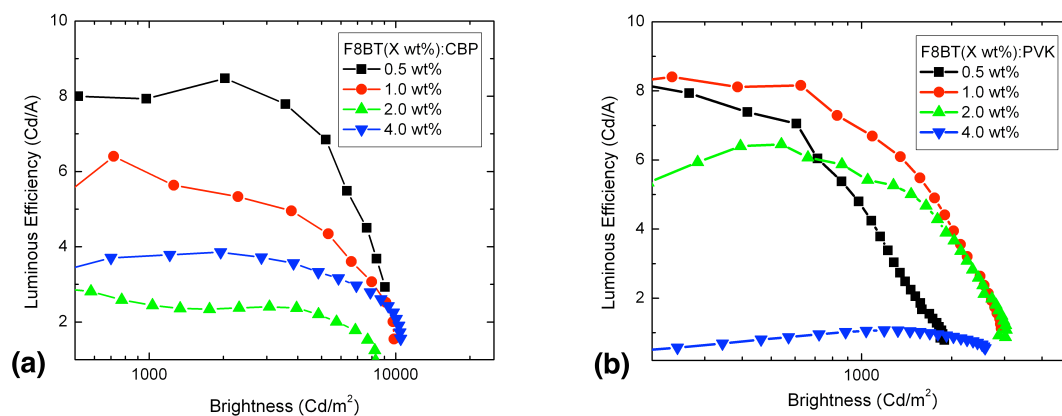 10
8
6
4
2
Luminous Efficiency (Cd/A)
F8BT(X wt%):CBP
0.5 wt%
1.0 wt%
2.0 wt%
4.0 wt%
1000
10000
Brightness (Cd/m²)
(a)
10
8
6
4
2
0
Luminous Efficiency (Cd/A)
F8BT(X wt%):PVK
0.5 wt%
1.0 wt%
2.0 wt%
4.0 wt%
1000
Brightness (Cd/m²)
(b)